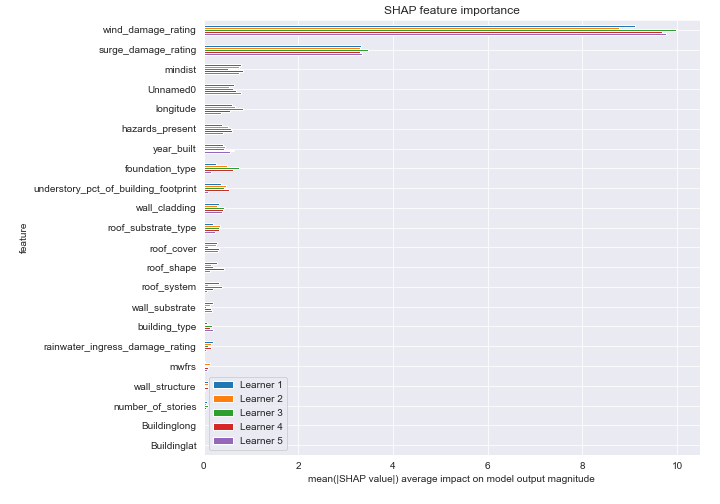 SHAP feature importance
wind_damage_rating
surge_damage_rating
mindist
Unnamed0
longitude
hazards_present
year_built
foundation_type
understory_pct_of_building_footprint
wall_cladding
roof_substrate_type
roof_cover
roof_shape
roof_system
wall_substrate
building_type
rainwater_ingress_damage_rating
mwfrs
wall_structure
number_of_stories
Buildinglong
Buildinglat
feature
Learner 1
Learner 2
Learner 3
Learner 4
Learner 5
0 2 4 6 8 10
mean(|SHAP value|) average impact on model output magnitude